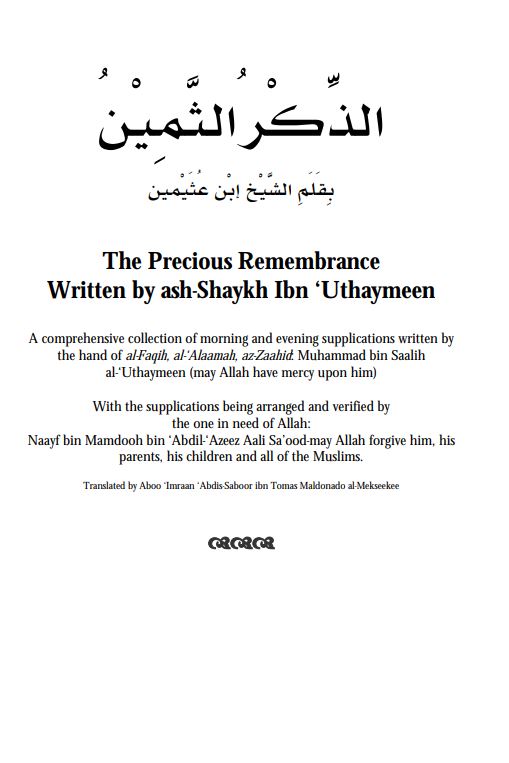 الذِّكْرُ الثَّمِيْنُ
بِقَلَمِ الشَّيْخ إبْن عُثَيْمين
The Precious Remembrance
Written by ash-Shaykh Ibn ‘Uthaymeen
A comprehensive collection of morning and evening supplications written by
the hand of al-Faqih, al-‘Alaamah, az-Zaahid: Muhammad bin Saalih
al-‘Uthaymeen (may Allah have mercy upon him)
With the supplications being arranged and verified by
the one in need of Allah:
Naayf bin Mamdooh bin ‘Abdil-‘Azeez Aali Sa’ood-may Allah forgive him, his
parents, his children and all of the Muslims.
Translated by Aboo ‘Imraan ‘Abdis-Saboor ibn Tomas Maldonado al-Mekseekee